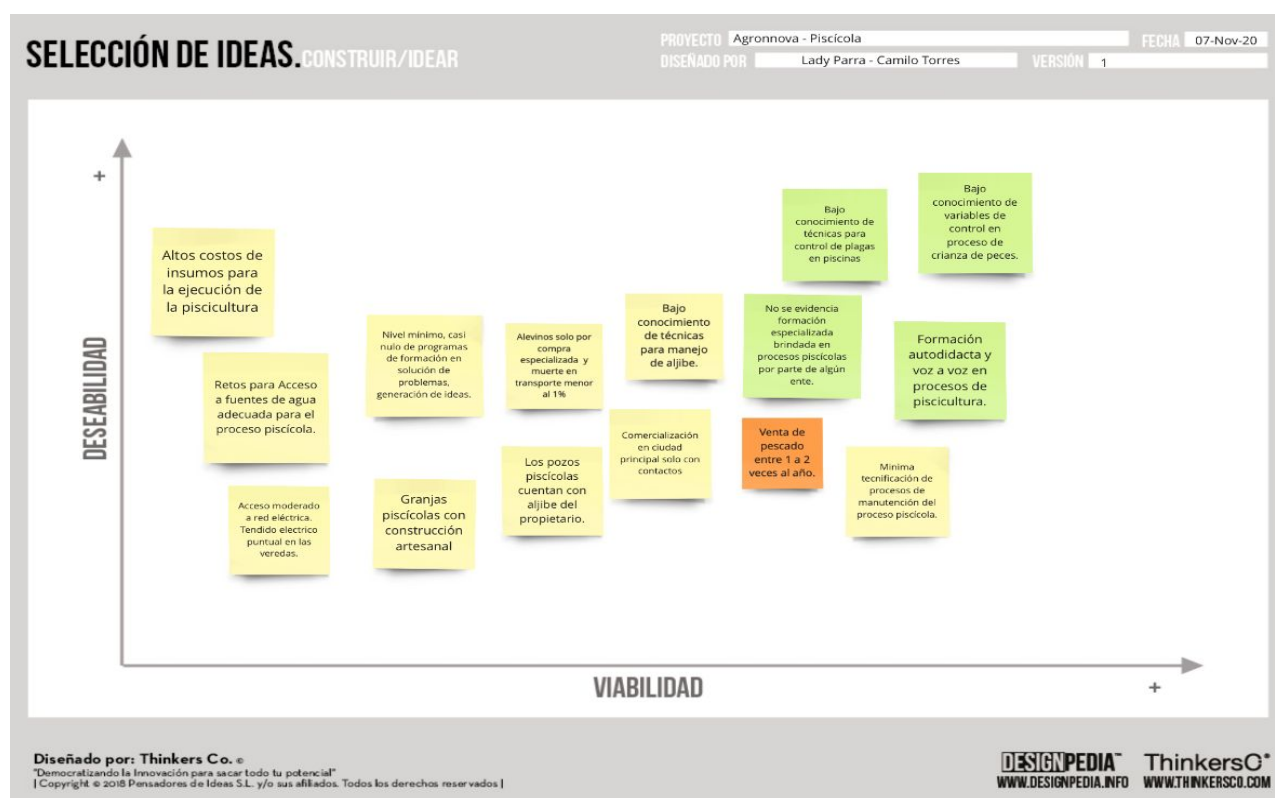 SELECCIÓN DE IDEAS.CONSTRUIR/IDEAR
PROYECTO Agronnova - Piscícola
FECHA 07-Nov-20
DISEÑADO POR Lady Parra - Camilo Torres
VERSIÓN 1
+
DESEABILIDAD
Altos costos de
insumos para
la ejecución de
la piscicultura
Retos para Acceso
a fuentes de agua
adecuada para el
proceso piscícola.
Acceso moderado
a red eléctrica.
Tendido electrico
puntual en las
veredas.
Nivel mínimo, casi
nulo de programas
de formación en
solución de
problemas,
generación de ideas.
Granjas
piscícolas con
construcción
artesanal
Alevinos solo por
compra
especializada y
muerte en
transporte menor
al 1%
Los pozos
piscícolas
cuentan con
aljibe del
propietario.
Bajo
conocimiento
de técnicas
para manejo
de aljibe.
Comercialización
en ciudad
principal solo con
contactos
Bajo
conocimiento de
técnicas para
control de plagas
en piscinas
No se evidencia
formación
especializada
brindada en
procesos piscícolas
por parte de algún
ente.
Venta de
pescado
entre 1 a 2
veces al año.
Bajo
conocimiento de
variables de
control en
proceso de
crianza de peces.
Formación
autodidacta y
voz a voz en
procesos de
piscicultura.
Minima
tecnificación de
procesos de
manutención del
proceso piscícola.
VIABILIDAD
+
Diseñado por: Thinkers Co. ©
"Democratizando la Innovación para sacar todo tu potencial"
| Copyright © 2018 Pensadores de Ideas S.L. y/o sus afiliados. Todos los derechos reservados |
DESIGNPEDIA™
WWW.DESIGNPEDIA.INFO
ThinkersCo
WWW.THINKERSCO.COM